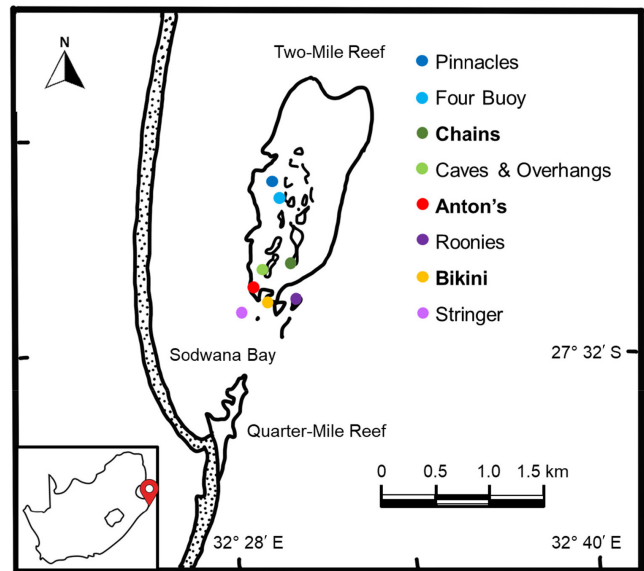 N
Two-Mile Reef
Pinnacles
Four Buoy
Chains
Caves & Overhangs
Anton's
Roonies
Bikini
Stringer
Sodwana Bay
27° 32′ S
Quarter-Mile Reef
0 0.5 1.0 1.5 km
32° 28′ E
32° 40′ E